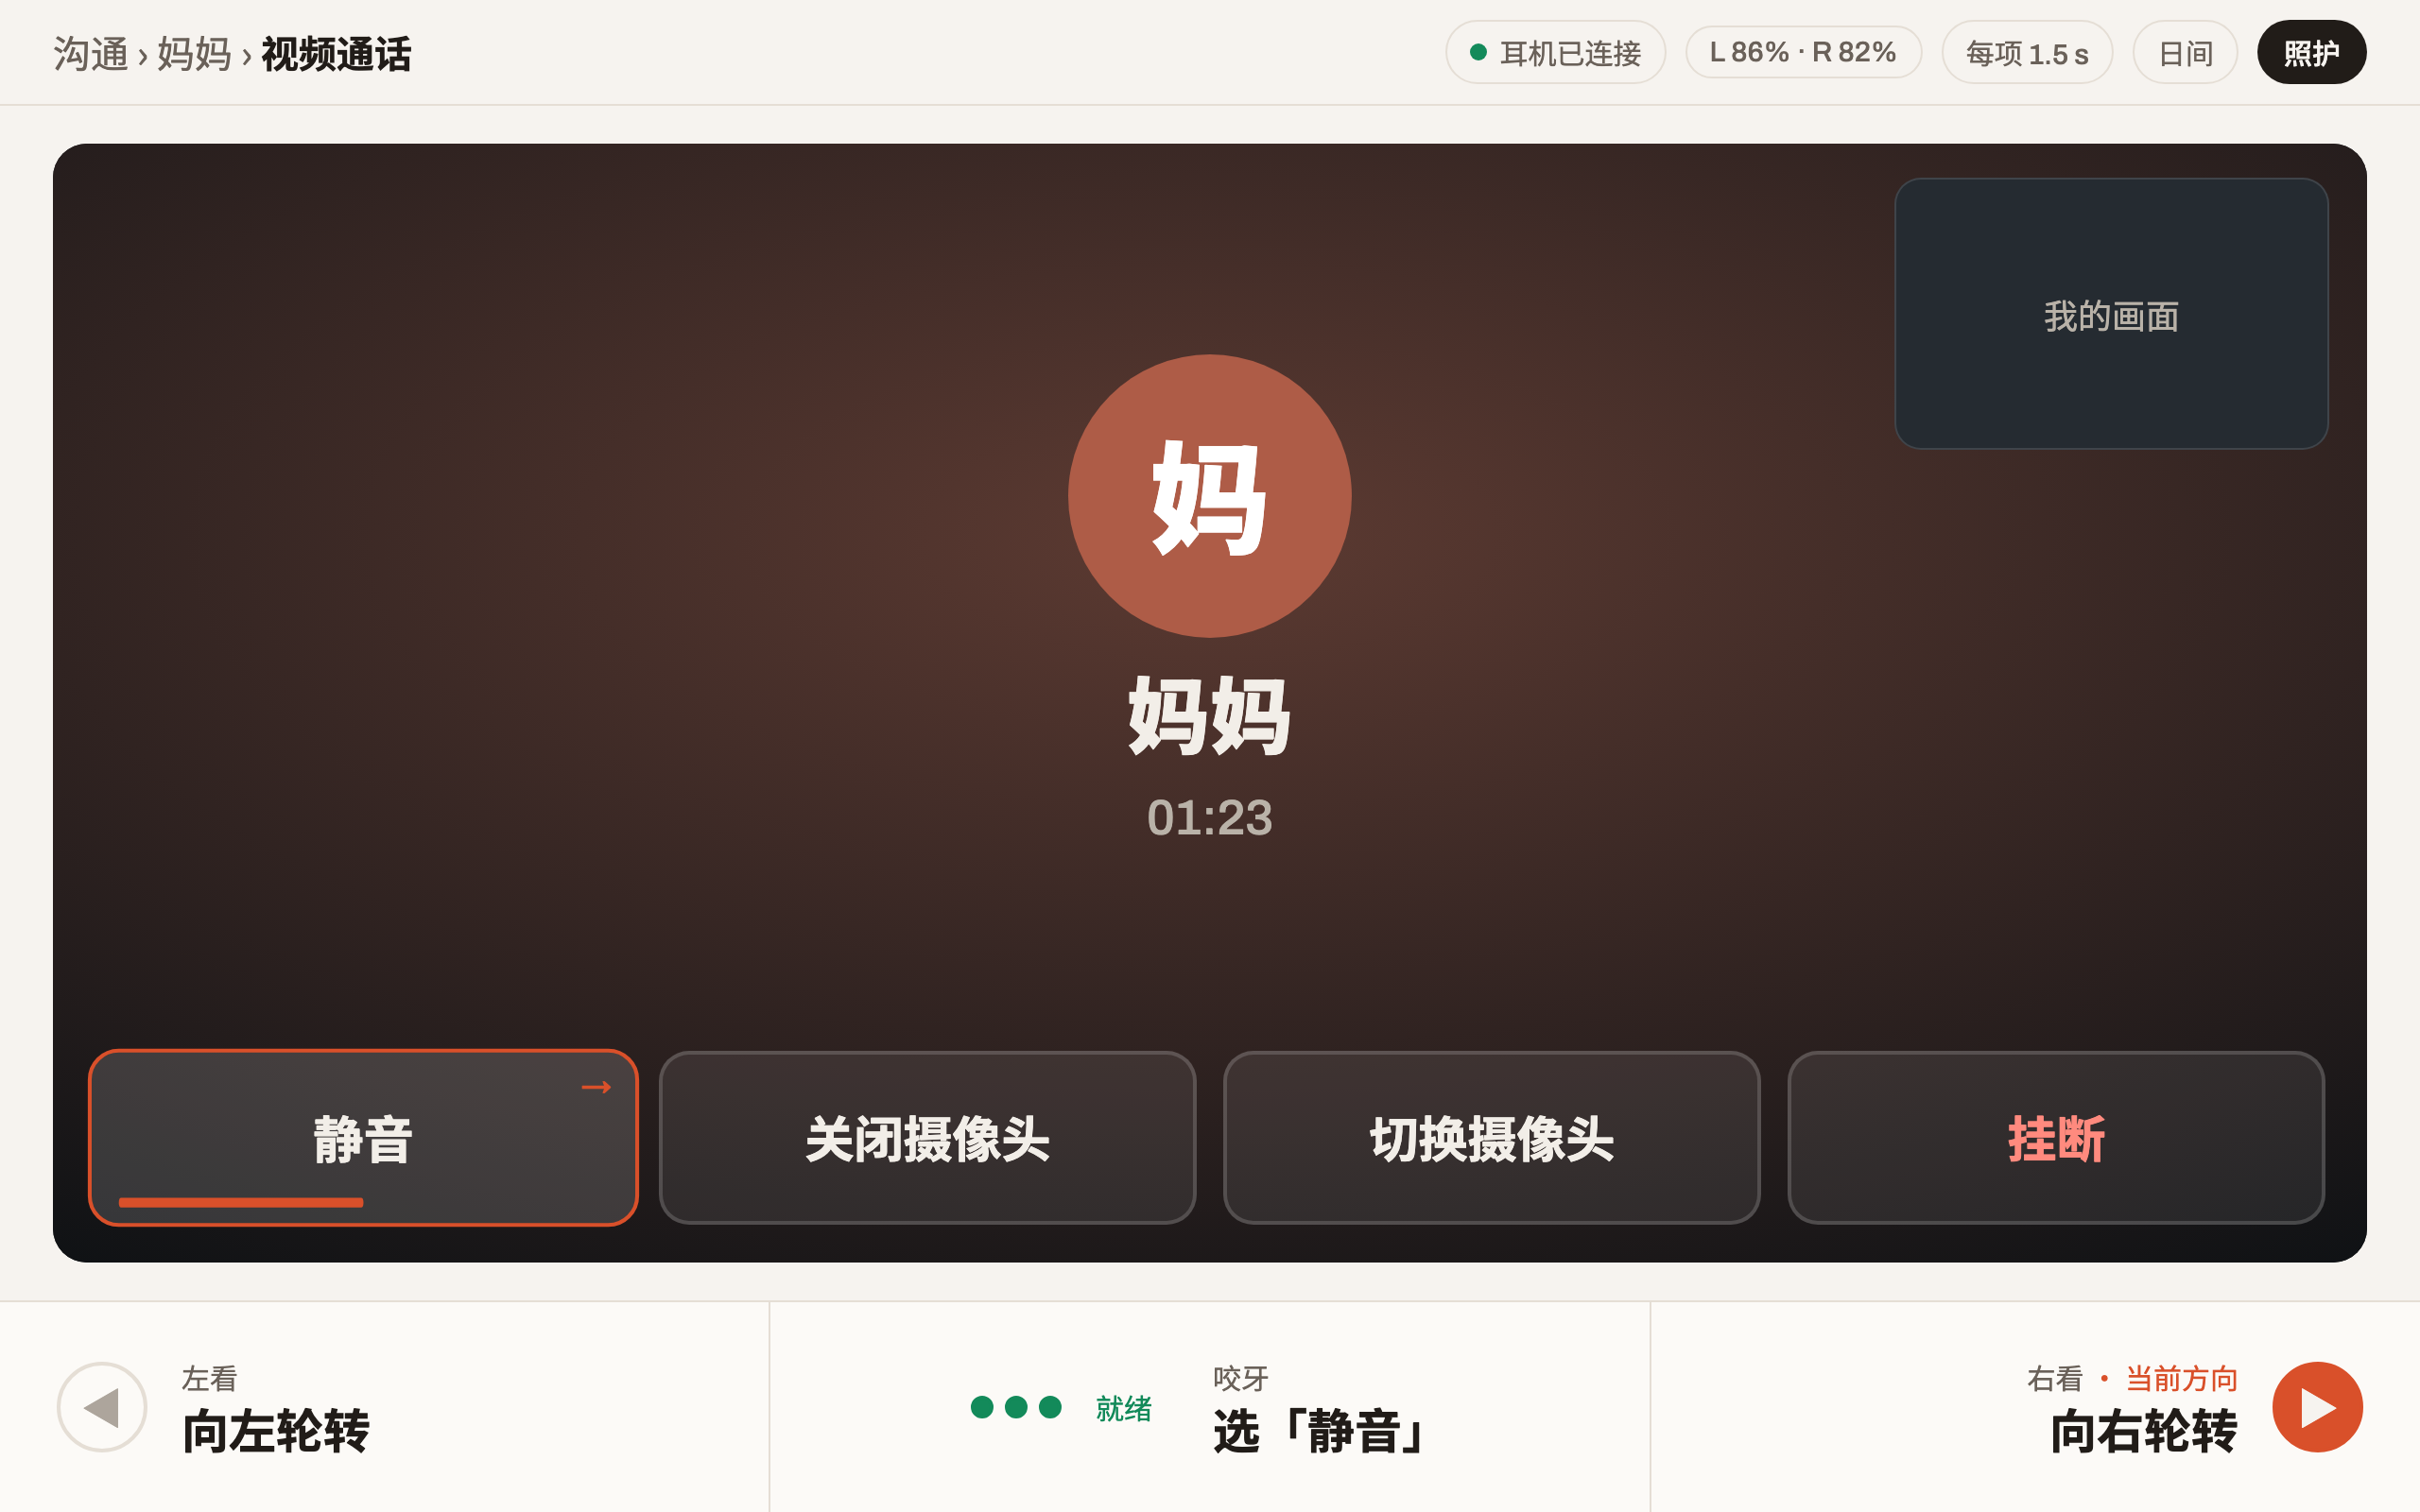 沟通 › 妈妈 › 视频通话
耳机已连接
L 86% · R 82%
每项 1.5 s
日间
照护
我的画面
妈
妈妈
01:23
→
静音
关闭摄像头
切换摄像头
挂断
左看
向左轮转
就绪
咬牙
选「静音」
右看 · 当前方向
向右轮转